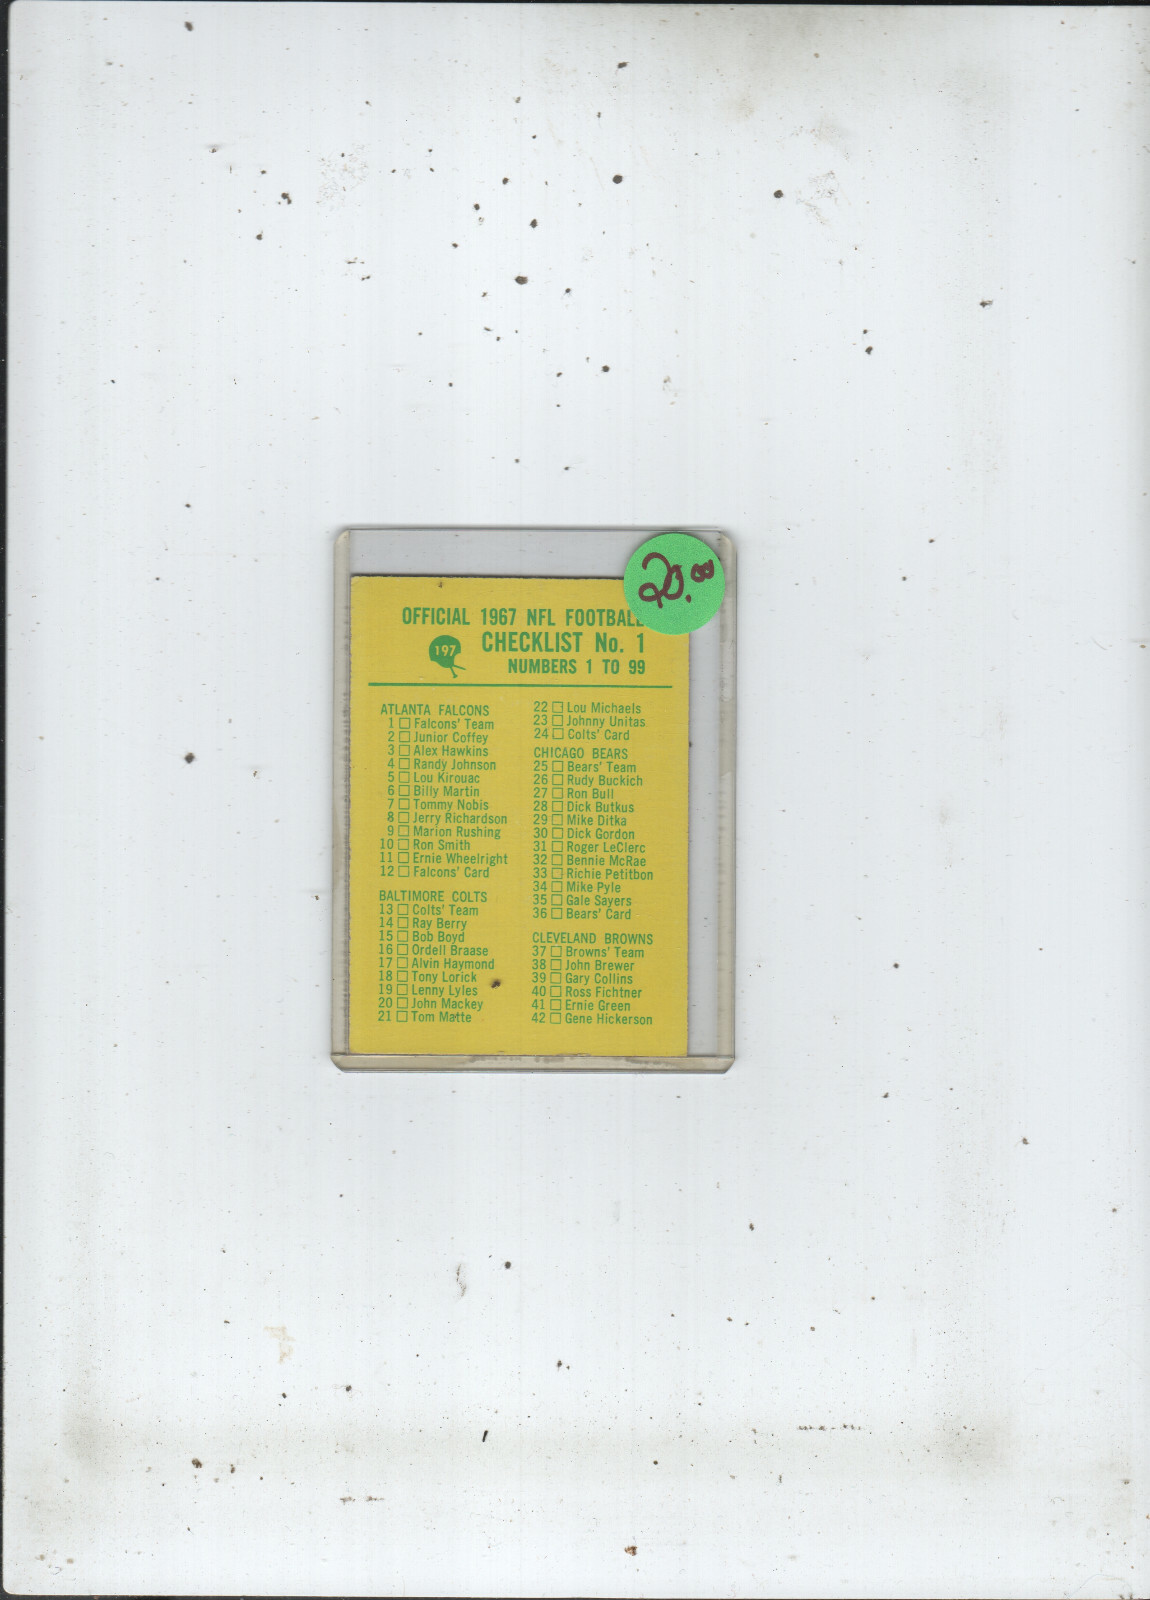 20.00
OFFICIAL 1967 NFL FOOTBALL
197
CHECKLIST No. 1
NUMBERS 1 TO 99
ATLANTA FALCONS
1 Falcons' Team
2 Junior Coffey
3 Alex Hawkins
4 Randy Johnson
5 Lou Kirouac
6 Billy Martin
7 Tommy Nobis
8 Jerry Richardson
9 Marion Rushing
10 Ron Smith
11 Ernie Wheelright
12 Falcons' Card
BALTIMORE COLTS
13 Colts' Team
14 Ray Berry
15 Bob Boyd
16 Ordell Braase
17 Alvin Haymond
18 Tony Lorick
19 Lenny Lyles
20 John Mackey
21 Tom Matte
22 Lou Michaels
23 Johnny Unitas
24 Colts' Card
CHICAGO BEARS
25 Bears' Team
26 Rudy Buckich
27 Ron Bull
28 Dick Butkus
29 Mike Ditka
30 Dick Gordon
31 Roger LeClerc
32 Bennie McRae
33 Richie Petitbon
34 Mike Pyle
35 Gale Sayers
36 Bears' Card
CLEVELAND BROWNS
37 Browns' Team
38 John Brewer
39 Gary Collins
40 Ross Fichtner
41 Ernie Green
42 Gene Hickerson